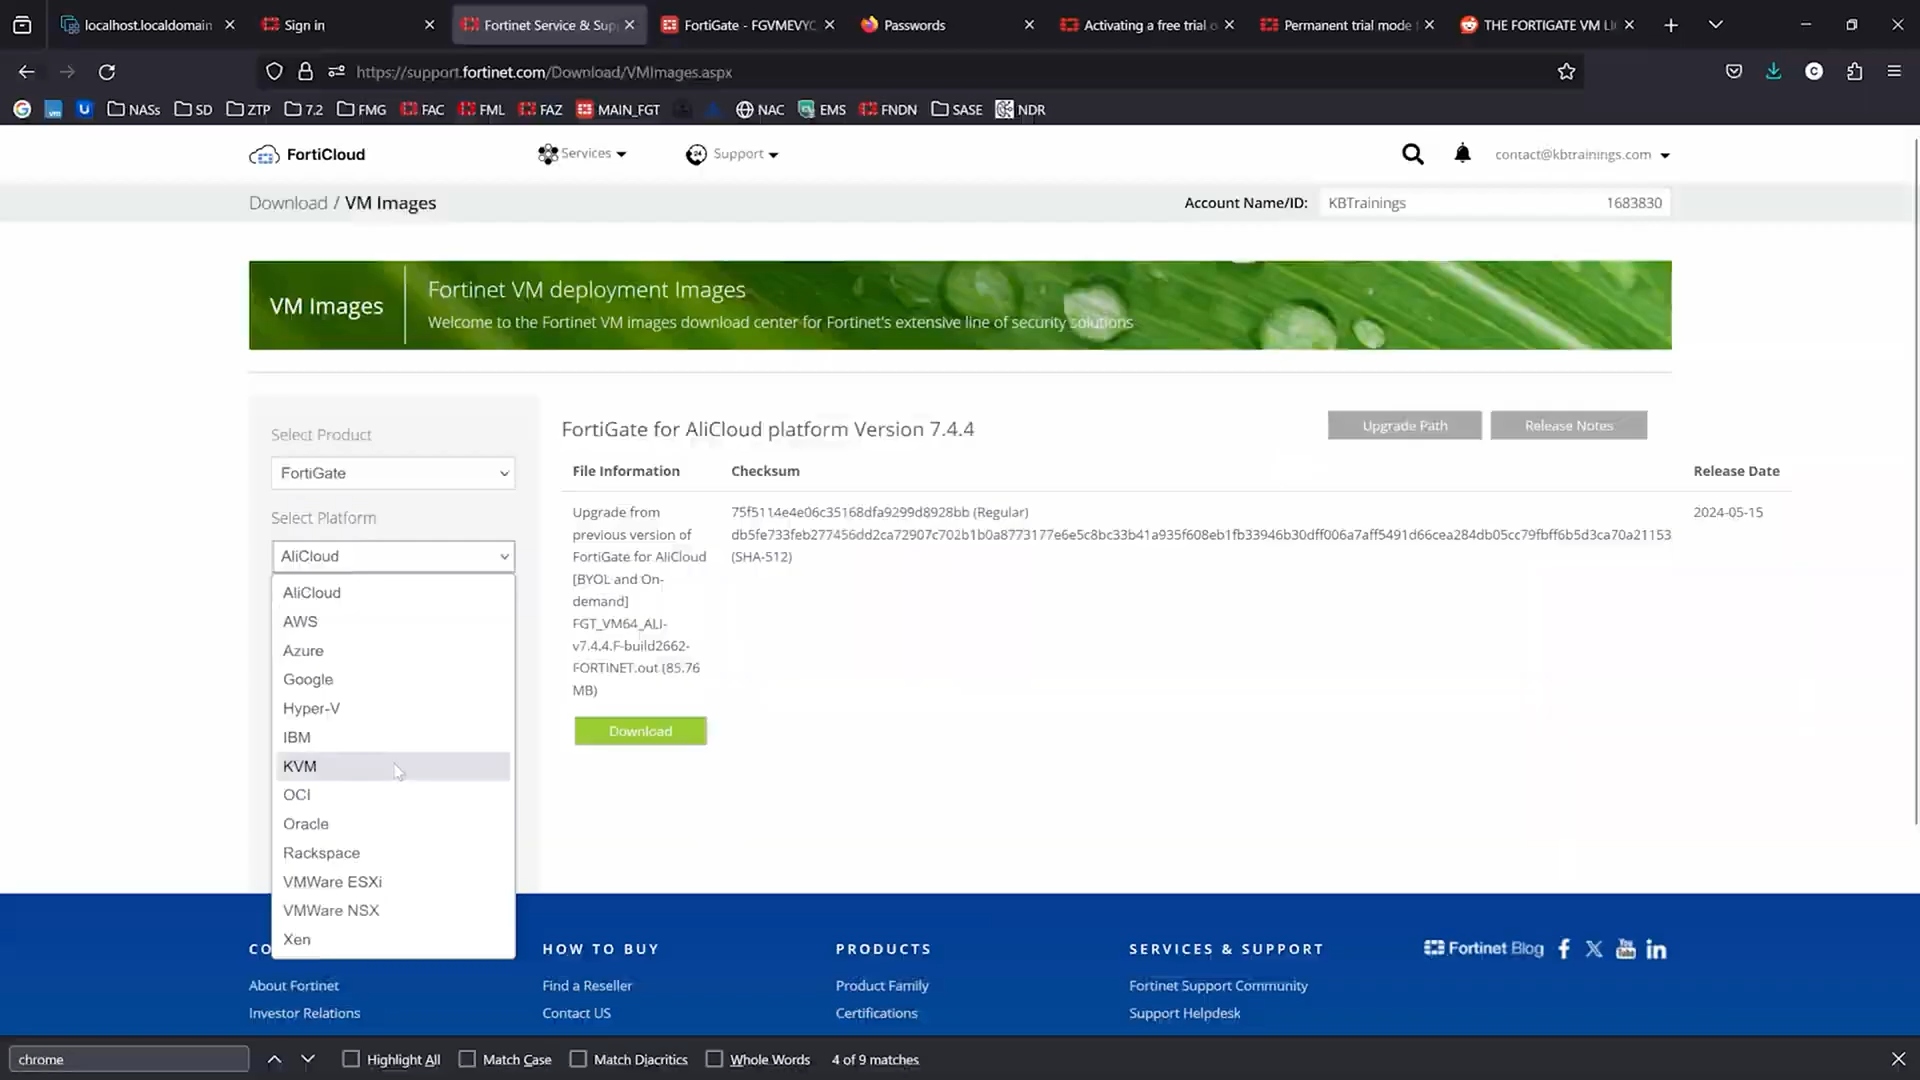 localhost.localdomain
Sign in
Fortinet Service & Sup
FortiGate - FGVMEVYC
Passwords
Activating a free trial o
Permanent trial mode f
THE FORTIGATE VM LI
https://support.fortinet.com/Download/VMImages.aspx
NASs
SD
ZTP
7.2
FMG
FAC
FML
FAZ
MAIN_FGT
NAC
EMS
FNDN
SASE
NDR
FortiCloud
Services
Support
contact@kbtrainings.com
Download / VM Images
Account Name/ID:
KBTrainings
1683830
VM Images
Fortinet VM deployment Images
Welcome to the Fortinet VM images download center for Fortinet's extensive line of security solutions
Select Product
FortiGate
Select Platform
AliCloud
AliCloud
AWS
Azure
Google
Hyper-V
IBM
KVM
OCI
Oracle
Rackspace
VMWare ESXi
VMWare NSX
Xen
FortiGate for AliCloud platform Version 7.4.4
Upgrade Path
Release Notes
File Information
Checksum
Release Date
Upgrade from
previous version of
FortiGate for AliCloud
[BYOL and On-
demand]
FGT_VM64_ALI-
v7.4.4.F-build2662-
FORTINET.out (85.76
MB)
75f5114e4e06c35168dfa9299d8928bb (Regular)
db5fe733feb277456dd2ca72907c702b1b0a8773177e6e5c8bc33b41a935f608eb1fb33946b30dff006a7aff5491d66cea284db05cc79fbff6b5d3ca70a21153
(SHA-512)
2024-05-15
Download
CO
About Fortinet
Investor Relations
HOW TO BUY
Find a Reseller
Contact US
PRODUCTS
Product Family
Certifications
SERVICES & SUPPORT
Fortinet Support Community
Support Helpdesk
Fortinet Blog
chrome
Highlight All
Match Case
Match Diacritics
Whole Words
4 of 9 matches